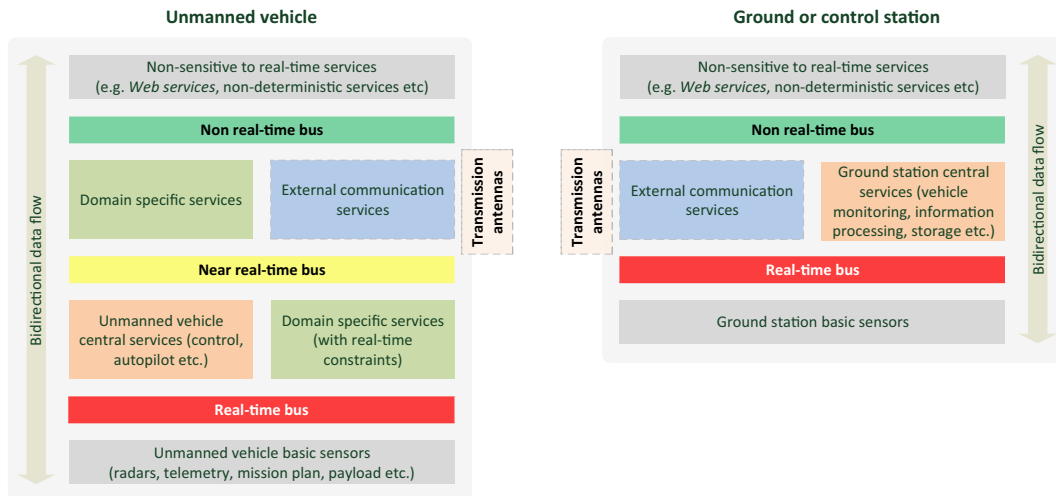 Unmanned vehicle
Bidirectional data flow
Non-sensitive to real-time services
(e.g. Web services, non-deterministic services etc)
Non real-time bus
Domain specific services
External communication
services
Transmission
antennas
Near real-time bus
Unmanned vehicle
central services (control,
autopilot etc.)
Domain specific services
(with real-time
constraints)
Real-time bus
Unmanned vehicle basic sensors
(radars, telemetry, mission plan, payload etc.)
Ground or control station
Non-sensitive to real-time services
(e.g. Web services, non-deterministic services etc)
Non real-time bus
Transmission
antennas
External communication
services
Ground station central
services (vehicle
monitoring, information
processing, storage etc.)
Real-time bus
Ground station basic sensors
Bidirectional data flow